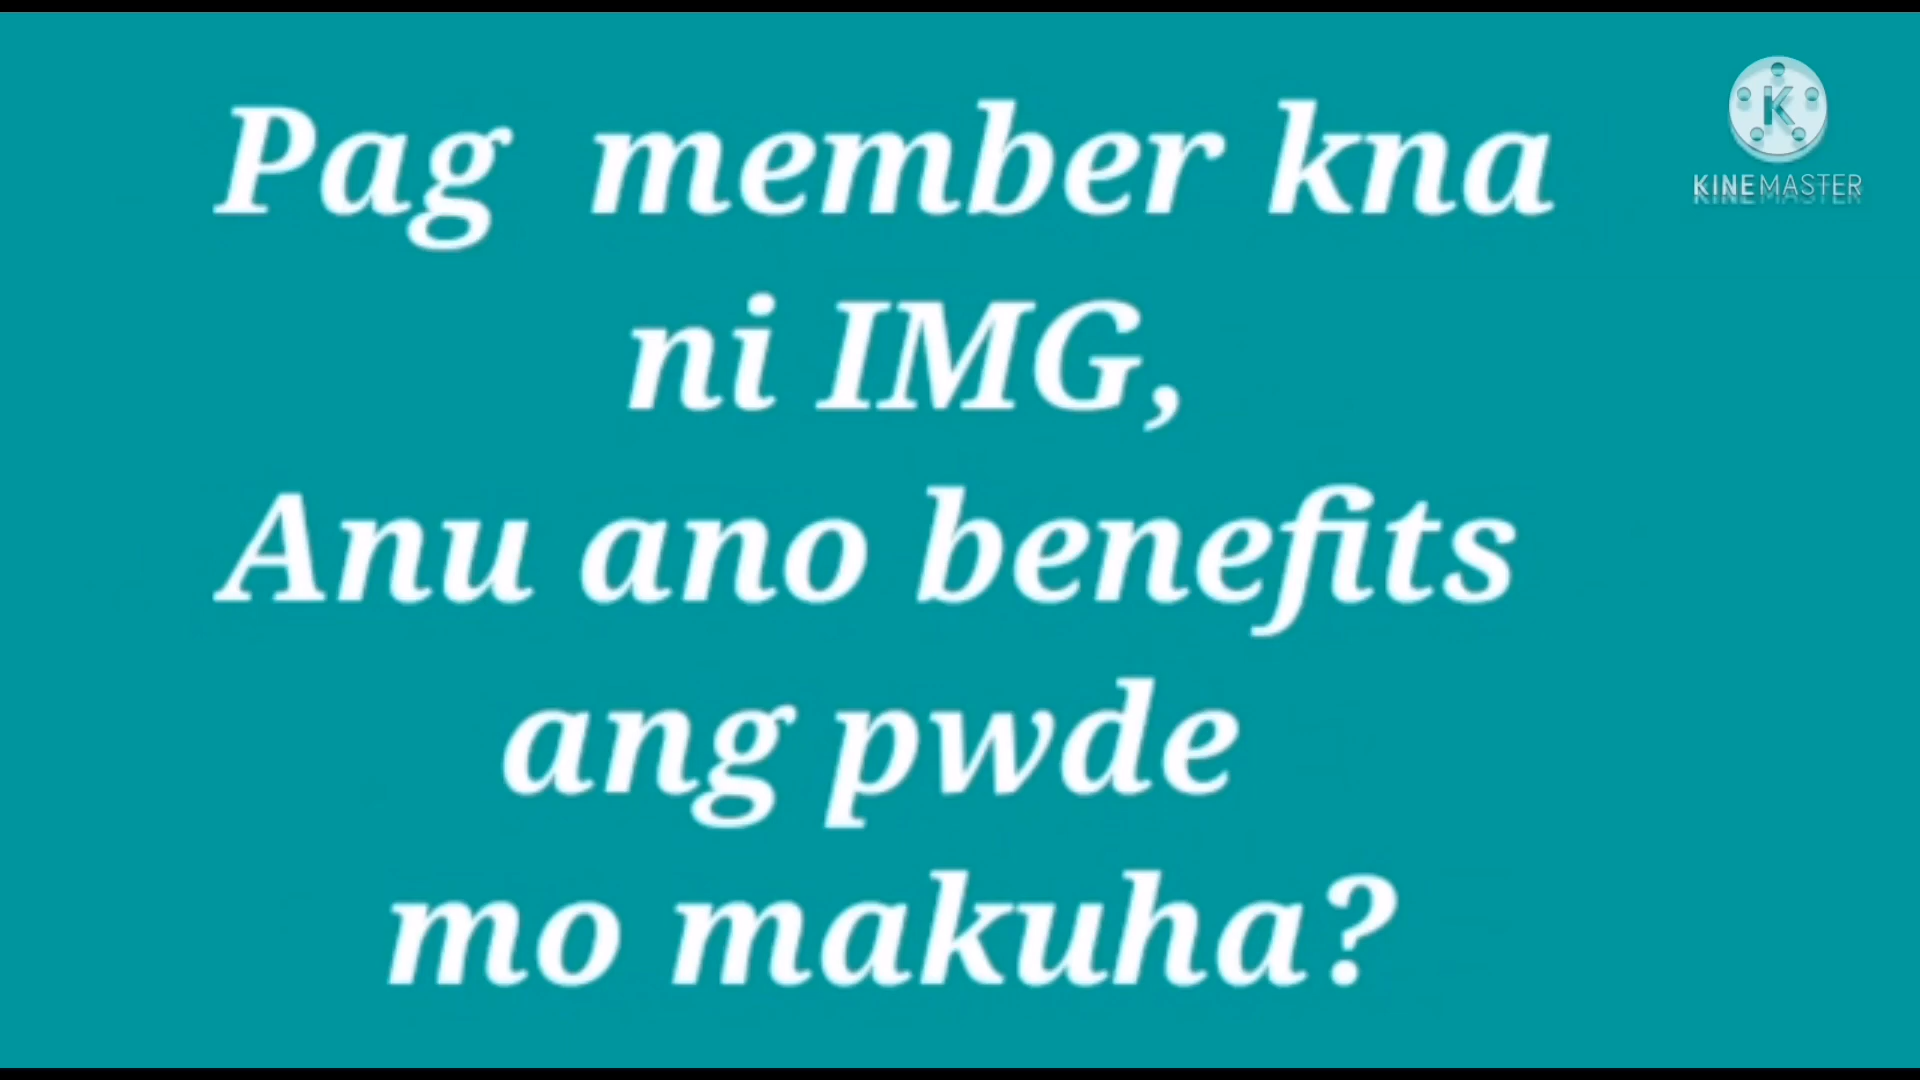 Pag member kna
ni IMG,
Anu ano benefits
ang pwde
mo makuha?
KINEMASTER